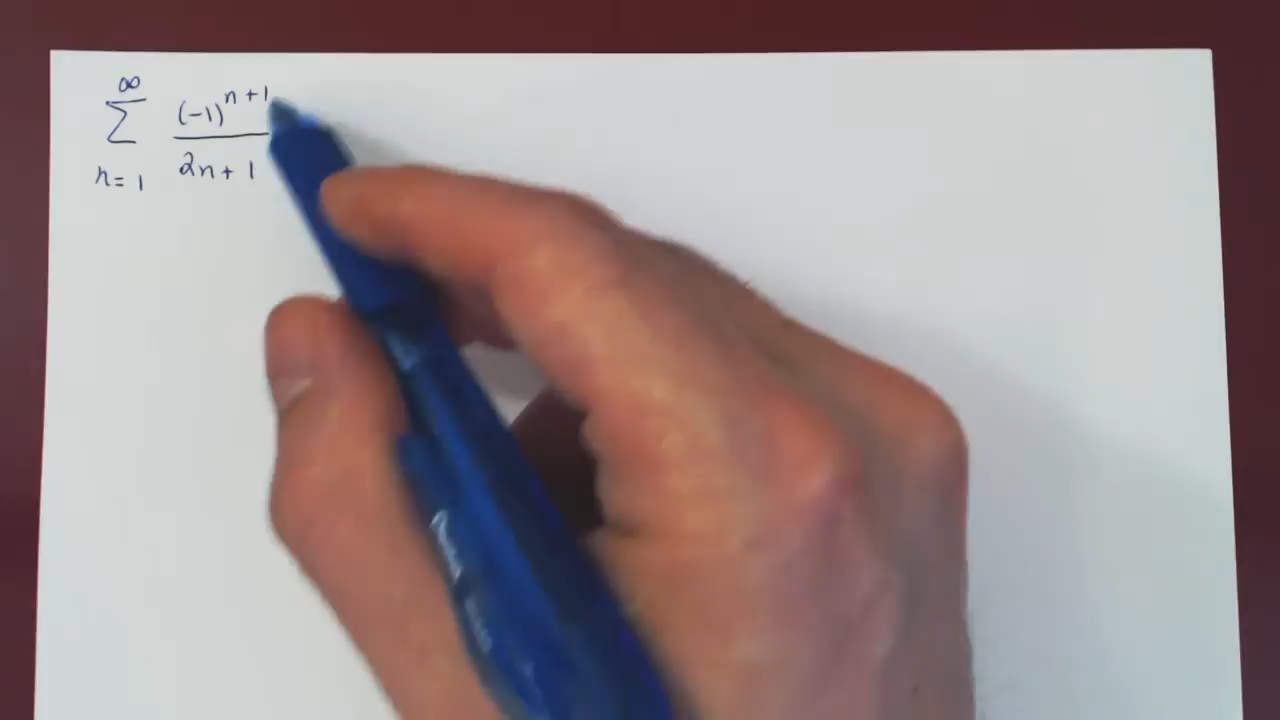 ∞
∑ (-1)^{n+1}
n=1 2n+1